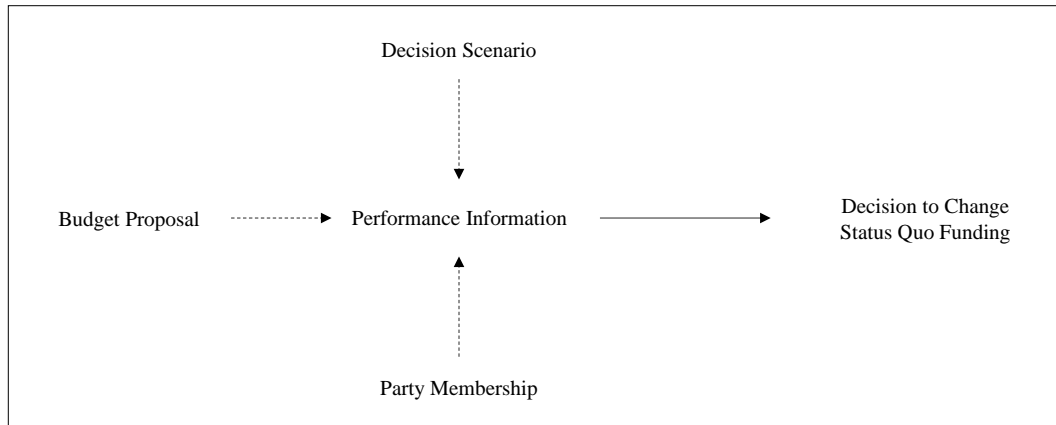 Decision Scenario
Budget Proposal
Performance Information
Decision to Change
Status Quo Funding
Party Membership